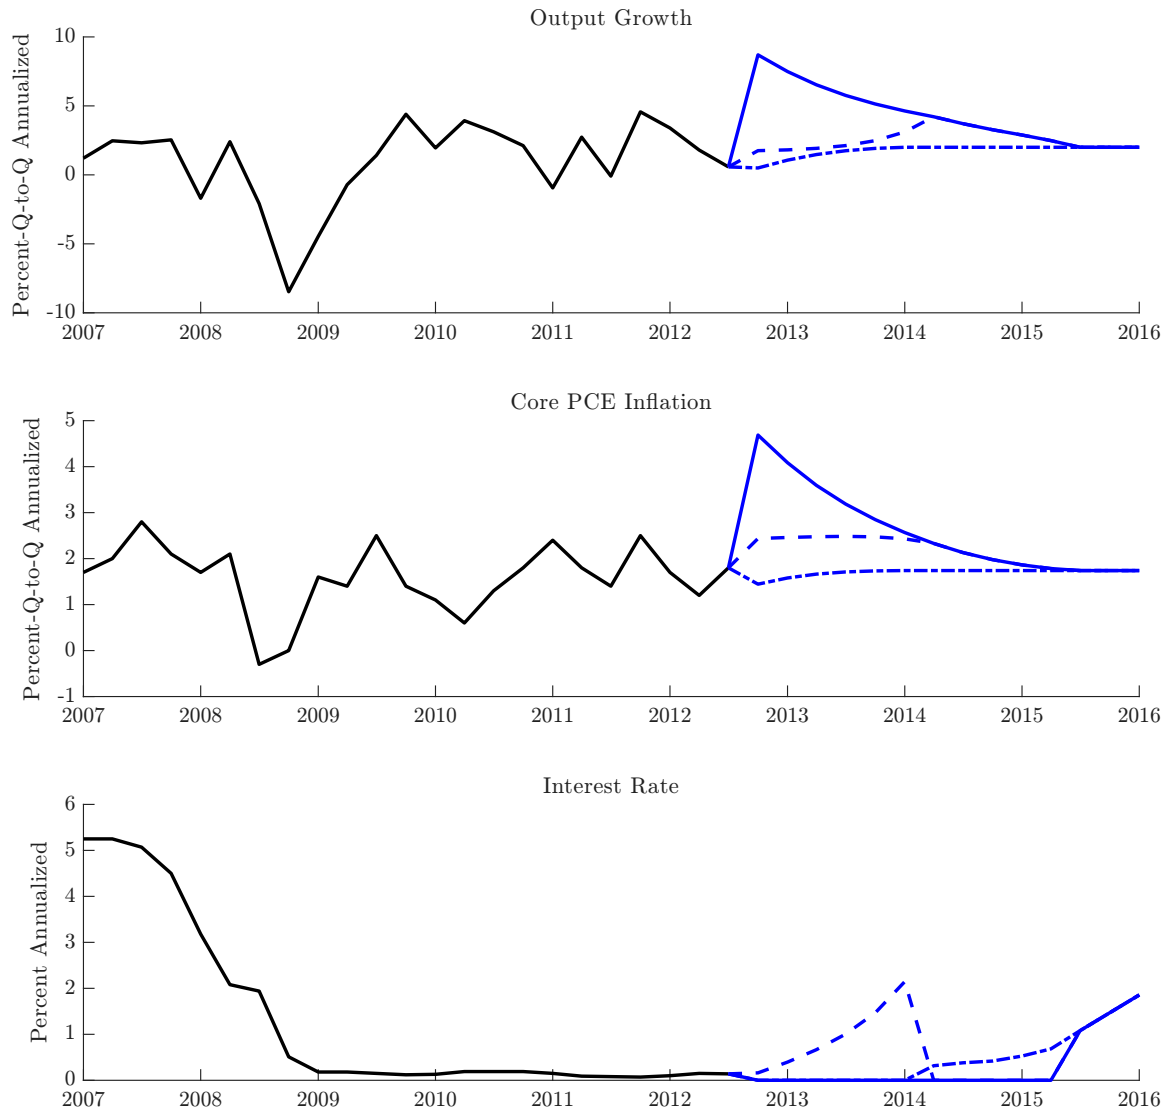 Output Growth
Percent-Q-to-Q Annualized
10
5
0
-5
-10
2007 2008 2009 2010 2011 2012 2013 2014 2015 2016
Core PCE Inflation
Percent-Q-to-Q Annualized
5
4
3
2
1
0
-1
2007 2008 2009 2010 2011 2012 2013 2014 2015 2016
Interest Rate
Percent Annualized
6
5
4
3
2
1
0
2007 2008 2009 2010 2011 2012 2013 2014 2015 2016